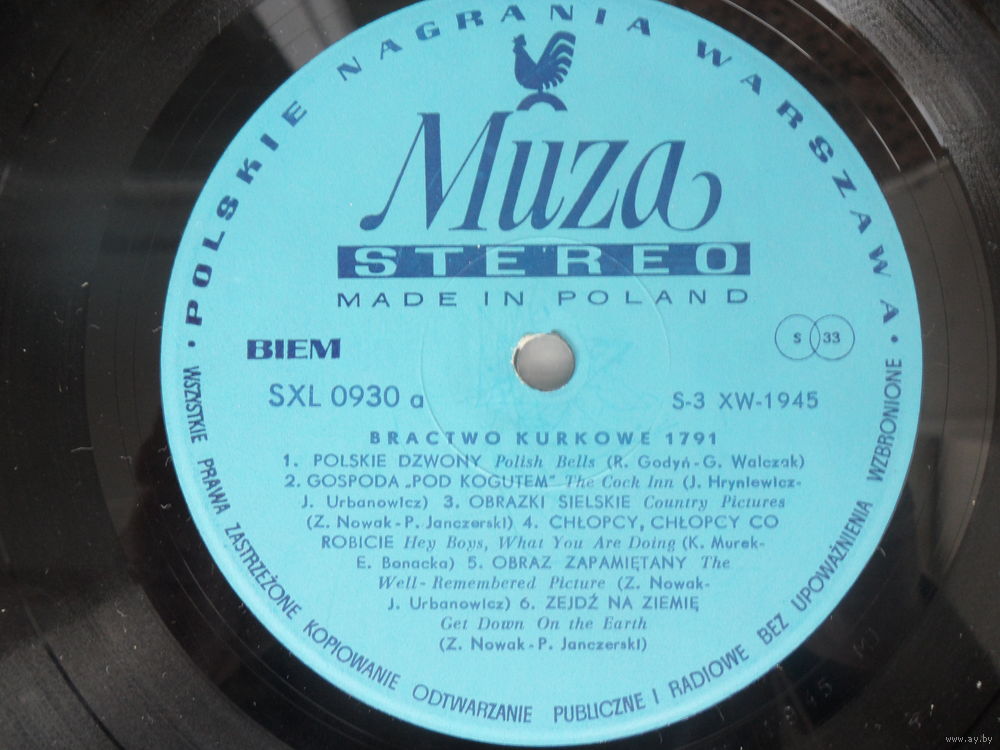 POLSKIE NAGRANIA WARSZAWA
Muza
STEREO
MADE IN POLAND
BIEM
S 33
SXL 0930 a
S-3 XW-1945
BRACTWO KURKOWE 1791
1. POLSKIE DZWONY Polish Bells (R. Godyń-G. Walczak)
2. GOSPODA „POD KOGUTEM" The Cock Inn (J. Hryniewicz-
J. Urbanowicz) 3. OBRAZKI SIELSKIE Country Pictures
(Z. Nowak-P. Janczerski) 4. CHŁOPCY, CHŁOPCY CO
ROBICIE Hey Boys, What You Are Doing (K. Murek-
E. Bonacka) 5. OBRAZ ZAPAMIĘTANY The
Well-Remembered Picture (Z. Nowak-
J. Urbanowicz) 6. ZEJDŹ NA ZIEMIĘ
Get Down On the Earth
(Z. Nowak-P. Janczerski)
WSZYSTKIE PRAWA ZASTRZEŻONE KOPIOWANIE ODTWARZANIE PUBLICZNE I RADIOWE BEZ UPOWAŻNIENIA WZBRONIONE
www.ay.by